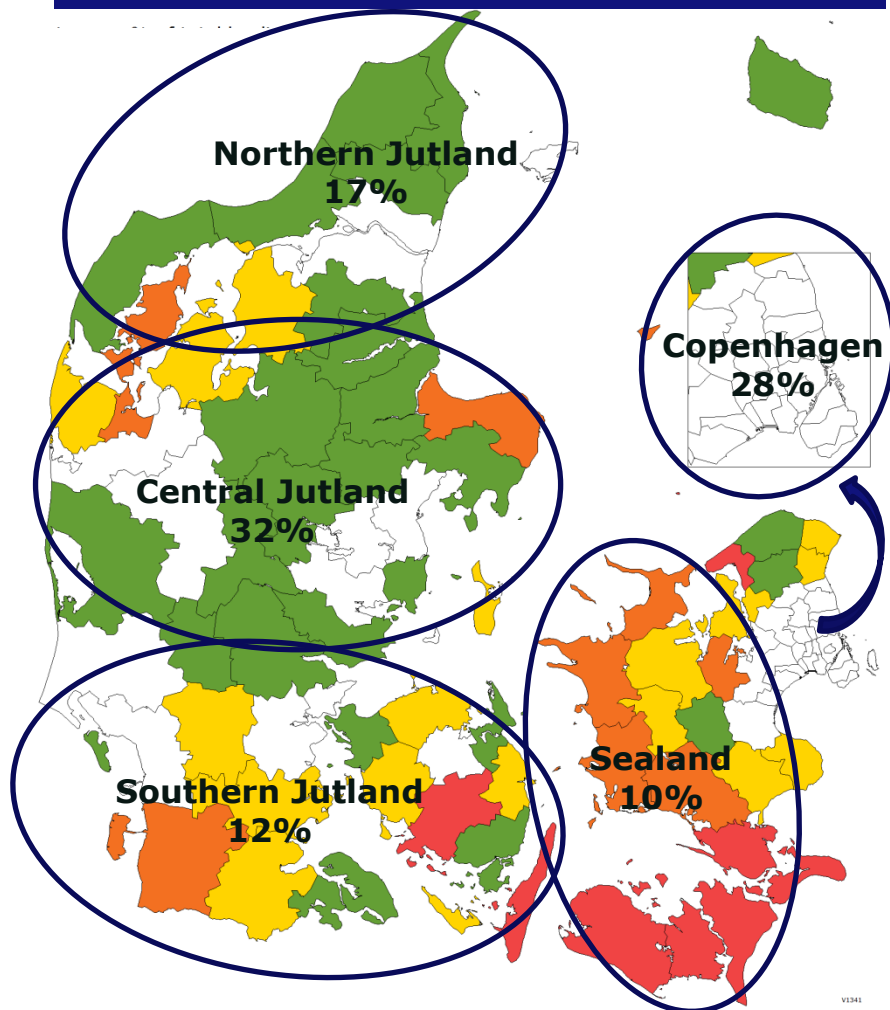 Northern Jutland
17%
Copenhagen
28%
Central Jutland
32%
Sealand
10%
Southern Jutland
12%
V1341